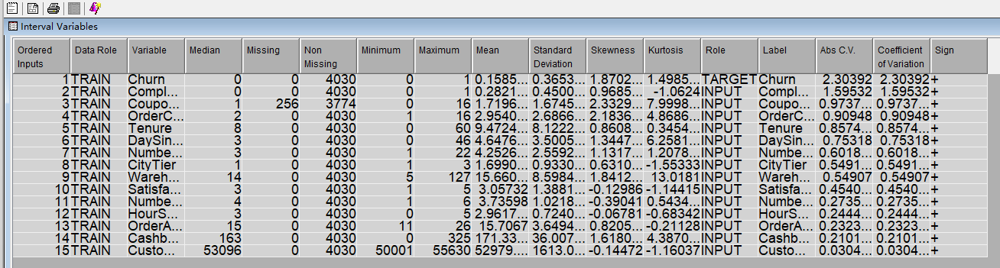 Interval Variables
Ordered Inputs Data Role Variable Median Missing Non Missing Minimum Maximum Mean Standard Deviation Skewness Kurtosis Role Label Abs C.V. Coefficient of Variation Sign
1 TRAIN Churn 0 0 4030 0 1 0.1585... 0.3653... 1.8702... 1.4985... TARGET Churn 2.30392 2.30392 +
2 TRAIN Compl... 0 0 4030 0 1 0.2821... 0.4500... 0.9685... -1.0624 INPUT Compl... 1.59532 1.59532 +
3 TRAIN Coupo... 1 256 3774 0 16 1.7196... 1.6745... 2.3329... 7.9998... INPUT Coupo... 0.9737... 0.9737... +
4 TRAIN OrderC... 2 0 4030 1 16 2.9540... 2.6866... 2.1836... 4.8686... INPUT OrderC... 0.90948 0.90948 +
5 TRAIN Tenure 8 0 4030 0 60 9.4724... 8.1222... 0.8608... 0.3454... INPUT Tenure 0.8574... 0.8574... +
6 TRAIN DaySin... 3 0 4030 0 46 4.6476... 3.5005... 1.3447... 6.2581... INPUT DaySin... 0.75318 0.75318 +
7 TRAIN Numbe... 3 0 4030 1 22 4.2526... 2.5592... 1.1317... 1.2078... INPUT Numbe... 0.6018... 0.6018... +
8 TRAIN CityTier 1 0 4030 1 3 1.6990... 0.9330... 0.6310... -1.55333 INPUT CityTier 0.5491... 0.5491... +
9 TRAIN Wareh... 14 0 4030 5 127 15.660... 8.5984... 1.8412... 13.0181 INPUT Wareh... 0.54907 0.54907 +
10 TRAIN Satisfa... 3 0 4030 1 5 3.05732 1.3881... -0.12986 -1.14415 INPUT Satisfa... 0.4540... 0.4540... +
11 TRAIN Numbe... 4 0 4030 1 6 3.73598 1.0218... -0.39041 0.5434... INPUT Numbe... 0.2735... 0.2735... +
12 TRAIN HourS... 3 0 4030 0 5 2.9617... 0.7240... -0.06781 -0.68342 INPUT HourS... 0.2444... 0.2444... +
13 TRAIN OrderA... 15 0 4030 11 26 15.7067 3.6494... 0.8205... -0.21128 INPUT OrderA... 0.2323... 0.2323... +
14 TRAIN Cashb... 163 0 4030 0 325 171.33... 36.007... 1.6180... 4.3870... INPUT Cashb... 0.2101... 0.2101... +
15 TRAIN Custo... 53096 0 4030 50001 55630 52979.... 1613.0... -0.14472 -1.16037 INPUT Custo... 0.0304... 0.0304... +